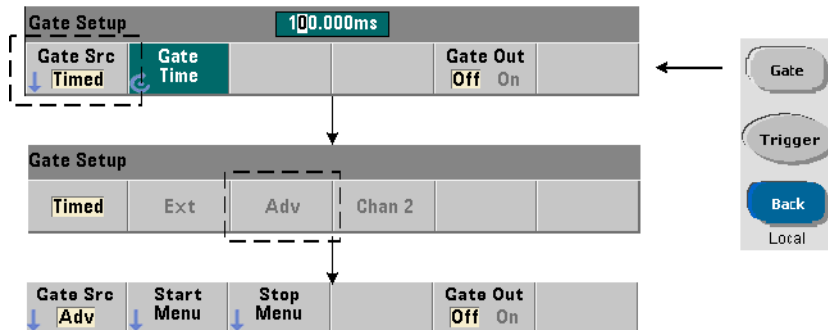 Gate Setup 100.000ms
Gate Src Gate Time Gate Out
Timed Off On
Gate
Trigger
Back
Local
Gate Setup
Timed Ext Adv Chan 2
Gate Src Start Menu Stop Menu Gate Out
Adv Off On